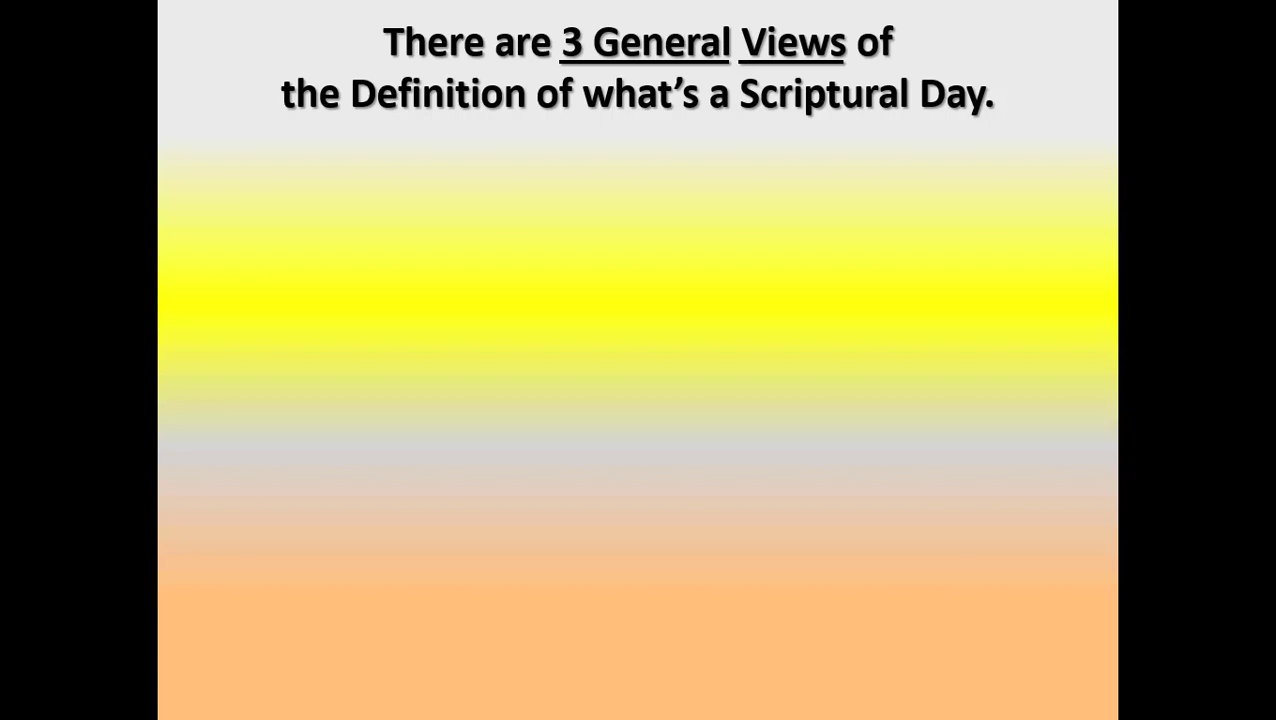 There are 3 General Views of
the Definition of what’s a Scriptural Day.